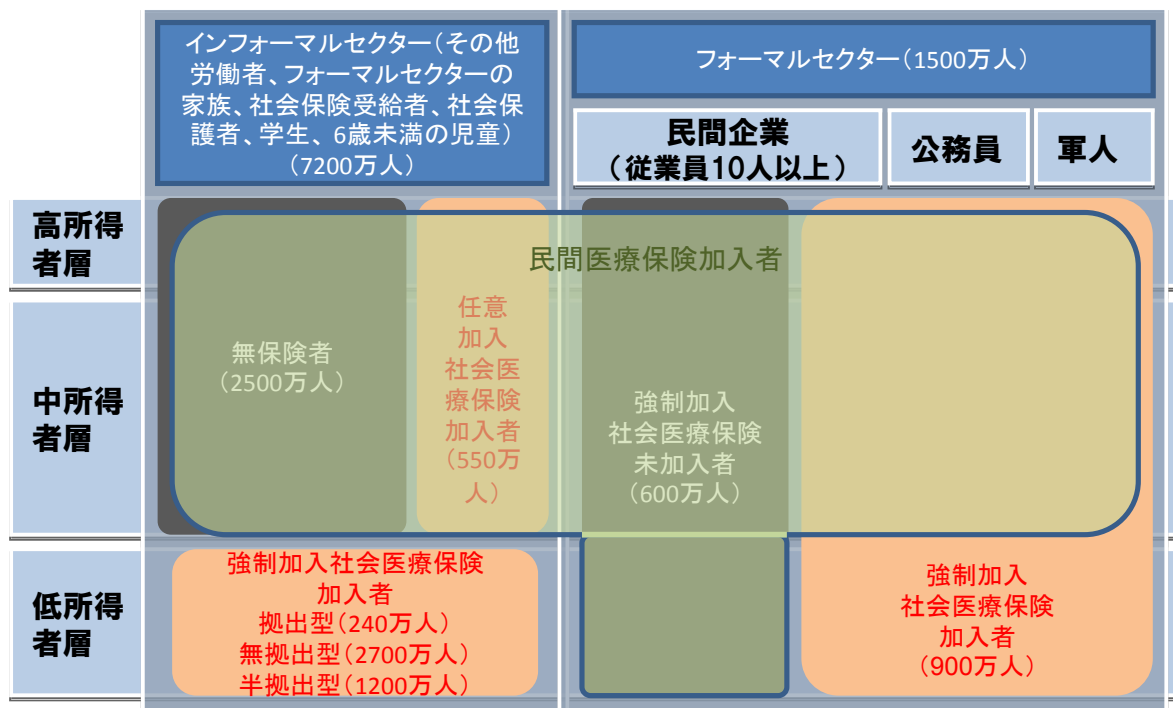 インフォーマルセクター(その他
労働者、フォーマルセクターの
家族、社会保険受給者、社会保
護者、学生、6歳未満の児童)
(7200万人)
フォーマルセクター(1500万人)
民間企業
(従業員10人以上)
公務員
軍人
高所得
者層
民間医療保険加入者
中所得
者層
無保険者
(2500万人)
任意
加入
社会医
療保険
加入者
(550万
人)
強制加入
社会医療保険
未加入者
(600万人)
低所得
者層
強制加入社会医療保険
加入者
拠出型(240万人)
無拠出型(2700万人)
半拠出型(1200万人)
強制加入
社会医療保険
加入者
(900万人)